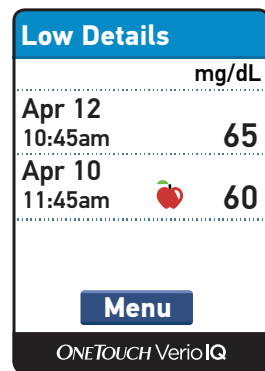 Low Details
mg/dL
Apr 12
10:45am 65
Apr 10
11:45am 60
Menu
ONETOUCH Verio IQ